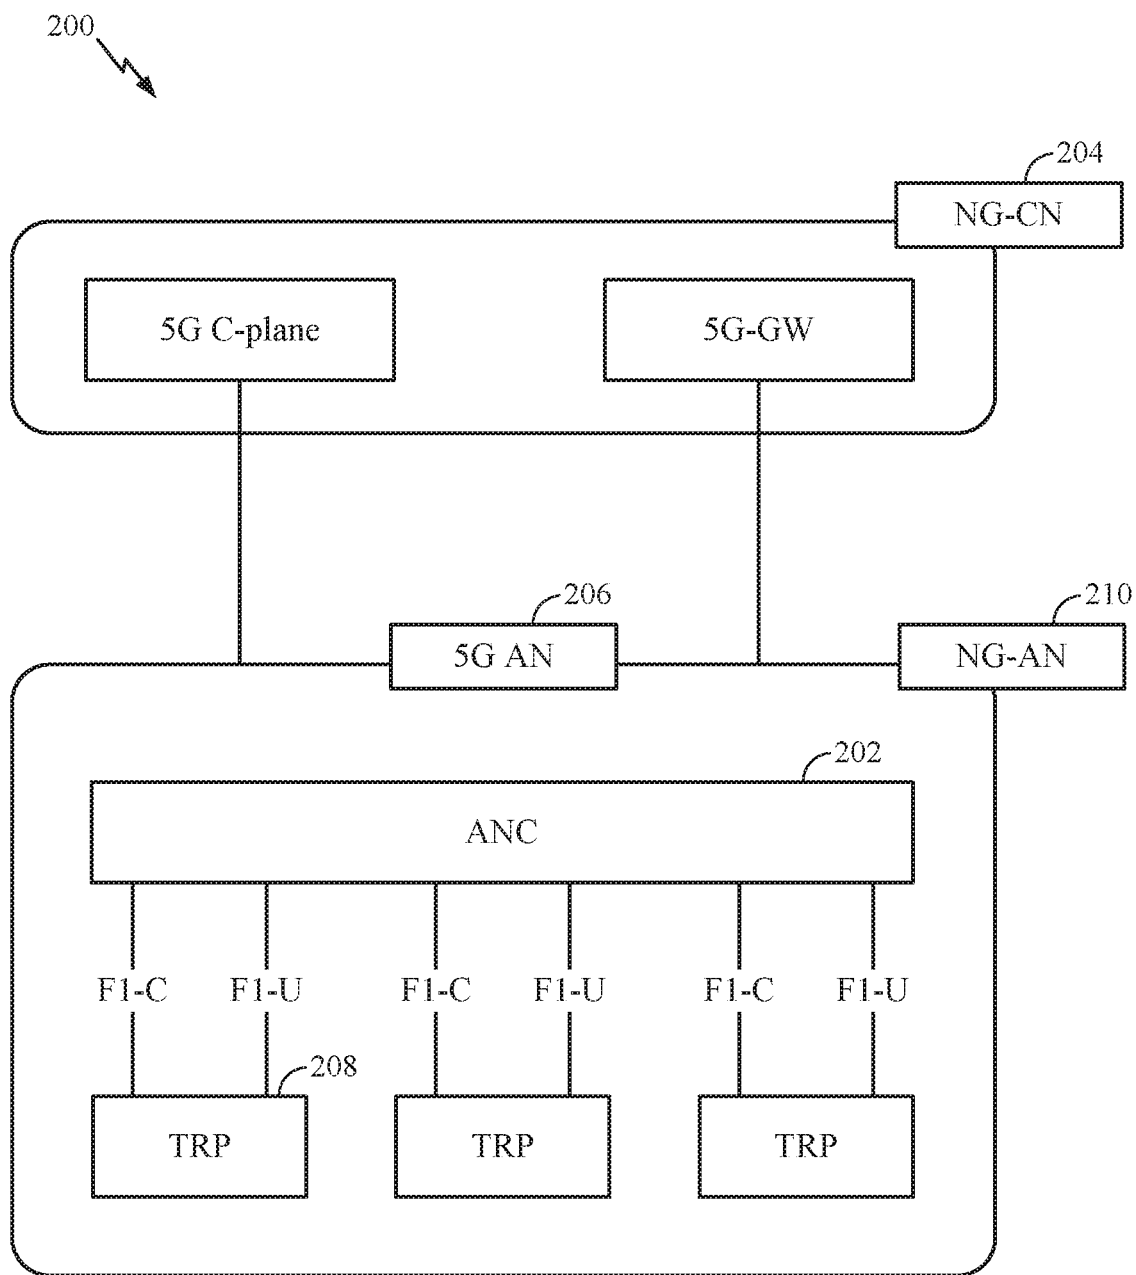 200
204
NG-CN
5G C-plane
5G-GW
206
210
5G AN
NG-AN
202
ANC
F1-C F1-U F1-C F1-U F1-C F1-U
208
TRP TRP TRP